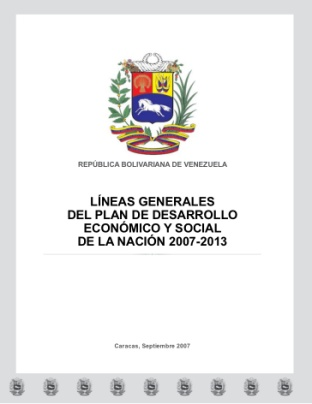 REPÚBLICA BOLIVARIANA DE VENEZUELA
LÍNEAS GENERALES
DEL PLAN DE DESARROLLO
ECONÓMICO Y SOCIAL
DE LA NACIÓN 2007-2013
Caracas, Septiembre 2007